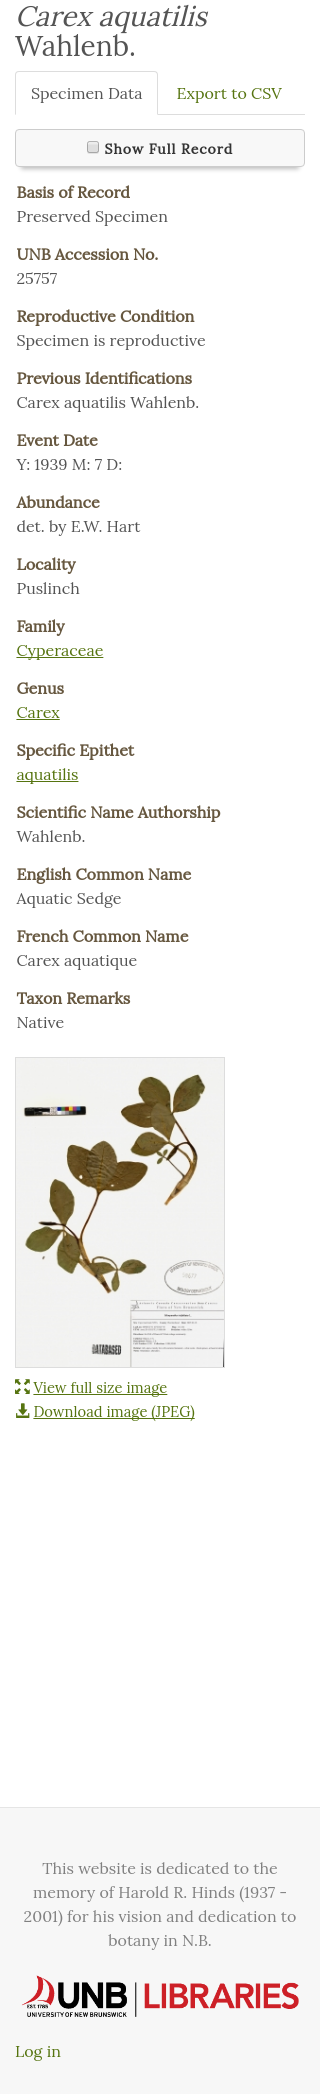 Carex aquatilis
Wahlenb.
Specimen Data
Export to CSV
Show Full Record
Basis of Record
Preserved Specimen
UNB Accession No.
25757
Reproductive Condition
Specimen is reproductive
Previous Identifications
Carex aquatilis Wahlenb.
Event Date
Y: 1939 M: 7 D:
Abundance
det. by E.W. Hart
Locality
Puslinch
Family
Cyperaceae
Genus
Carex
Specific Epithet
aquatilis
Scientific Name Authorship
Wahlenb.
English Common Name
Aquatic Sedge
French Common Name
Carex aquatique
Taxon Remarks
Native
DATABASED
View full size image
Download image (JPEG)
This website is dedicated to the
memory of Harold R. Hinds (1937 -
2001) for his vision and dedication to
botany in N.B.
EST. 1785 UNB LIBRARIES
UNIVERSITY OF NEW BRUNSWICK
Log in